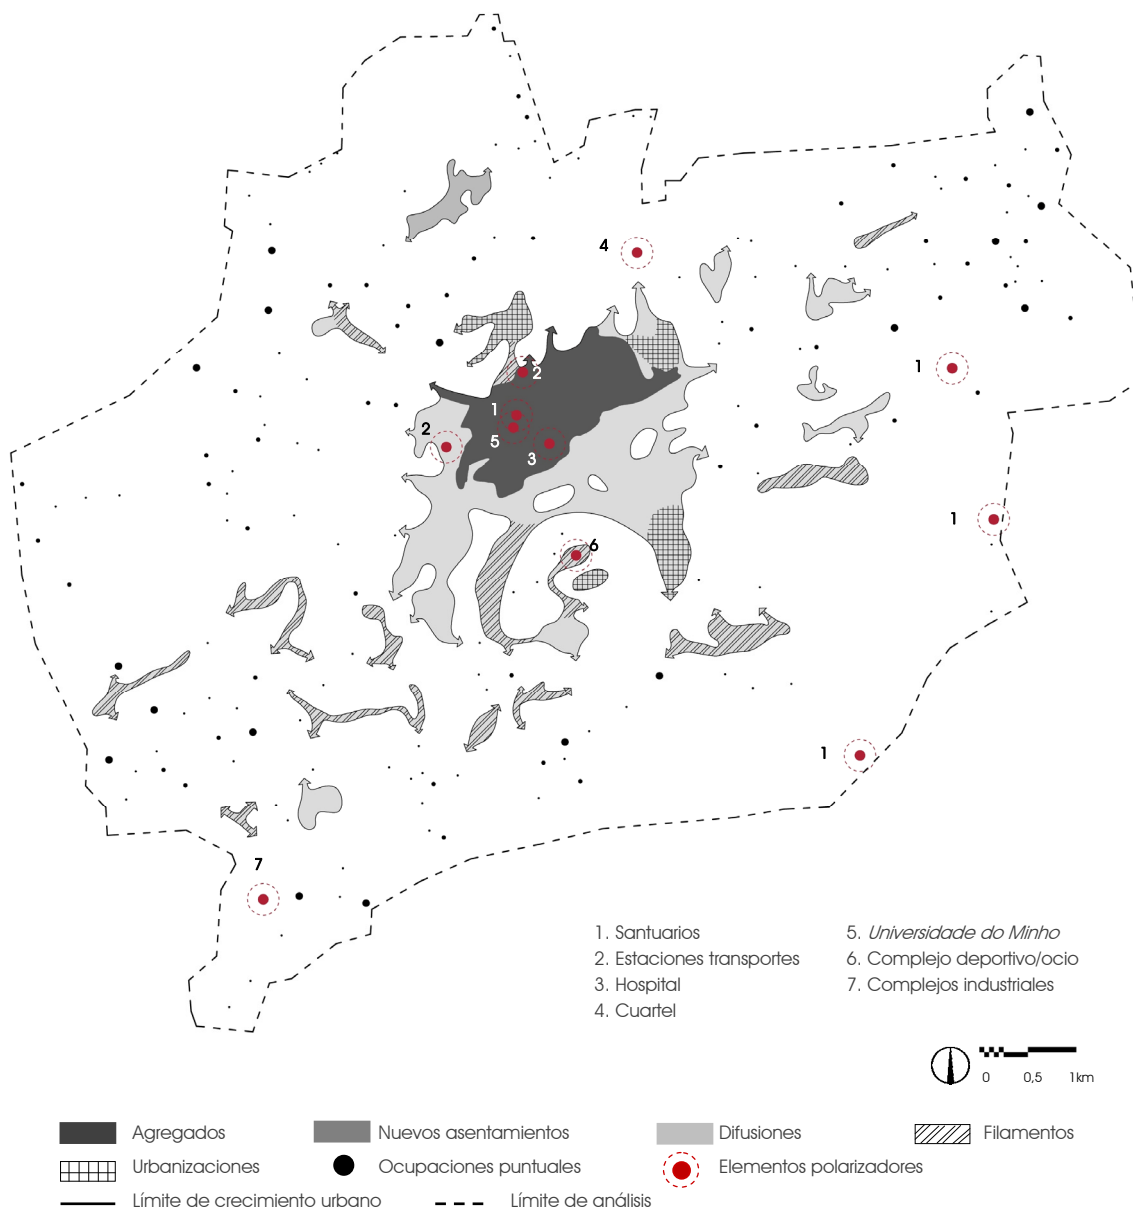 4
1
2
1
2
5
3
1
6
1
7
1. Santuarios
2. Estaciones transportes
3. Hospital
4. Cuartel
5. Universidade do Minho
6. Complejo deportivo/ocio
7. Complejos industriales
0 0,5 1km
Agregados Nuevos asentamientos Difusiones Filamentos
Urbanizaciones Ocupaciones puntuales Elementos polarizadores
Límite de crecimiento urbano Límite de análisis